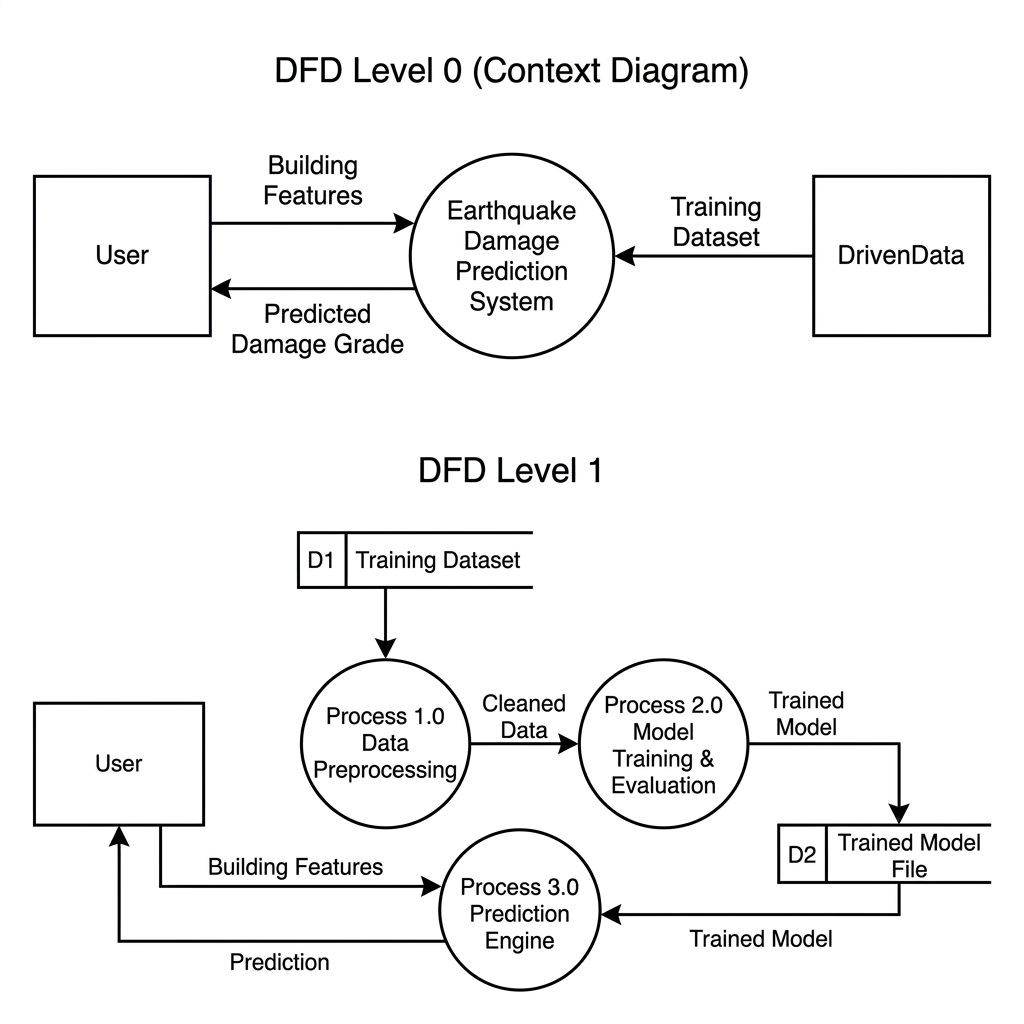 DFD Level 0 (Context Diagram)
User
Building
Features
Predicted
Damage Grade
Earthquake
Damage
Prediction
System
Training
Dataset
DrivenData
DFD Level 1
D1
Training Dataset
Process 1.0
Data
Preprocessing
Cleaned
Data
Process 2.0
Model
Training &
Evaluation
Trained
Model
User
D2
Trained Model
File
Building Features
Process 3.0
Prediction
Engine
Trained Model
Prediction